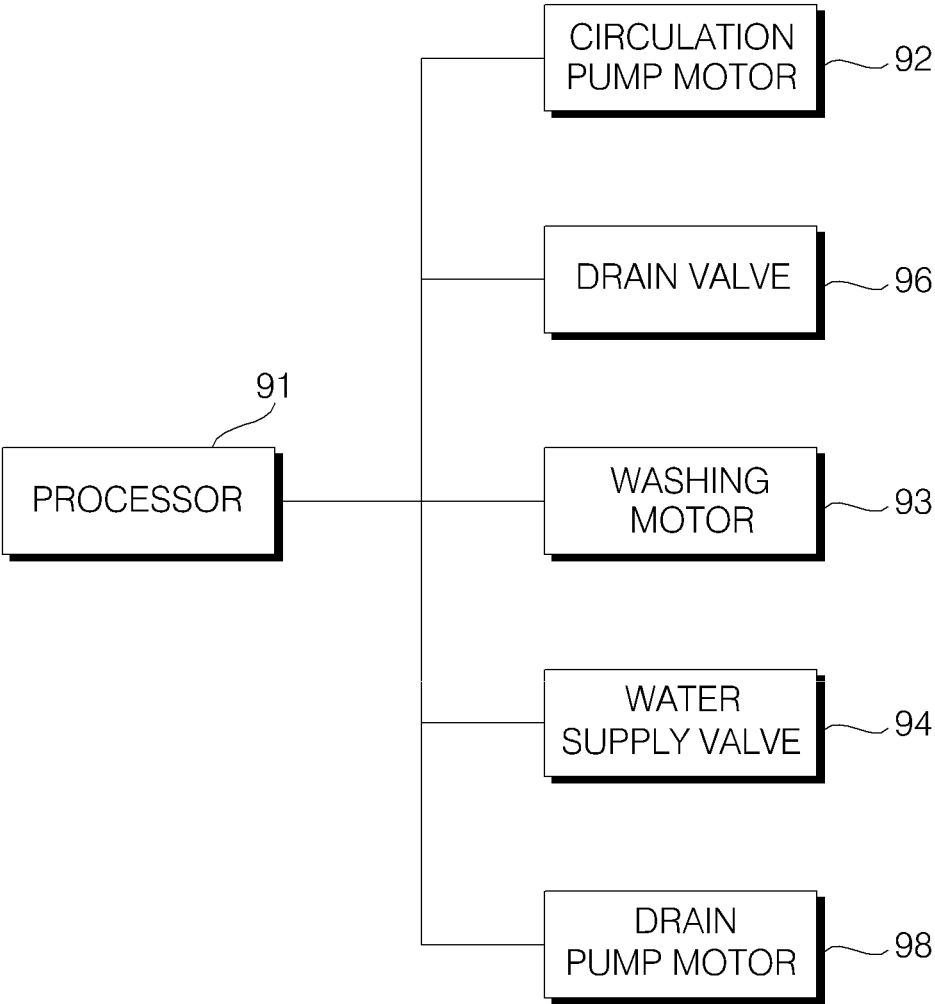 CIRCULATION
PUMP MOTOR
92
DRAIN VALVE
96
91
PROCESSOR
WASHING
MOTOR
93
WATER
SUPPLY VALVE
94
DRAIN
PUMP MOTOR
98